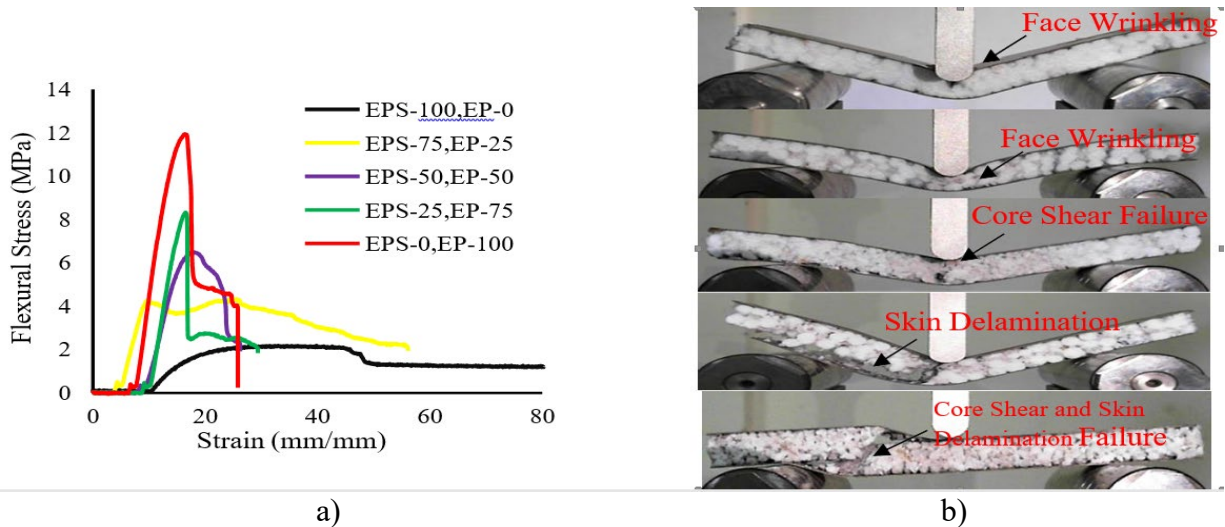 Flexural Stress (MPa)
14
12
10
8
6
4
2
0
0
20
40
60
80
Strain (mm/mm)
EPS-100,EP-0
EPS-75,EP-25
EPS-50,EP-50
EPS-25,EP-75
EPS-0,EP-100
a)
Face Wrinkling
Face Wrinkling
Core Shear Failure
Skin Delamination
Core Shear and Skin
Delamination Failure
b)